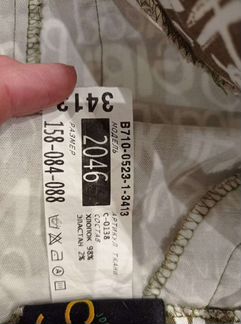 B710-0523-1-3413
МОДЕЛЬ
3413
2046
РАЗМЕР
158-084-088
АРТИКУЛ ТКАНИ
С-0138
СОСТАВ
ХЛОПОК 98%
ЭЛАСТАН 2%